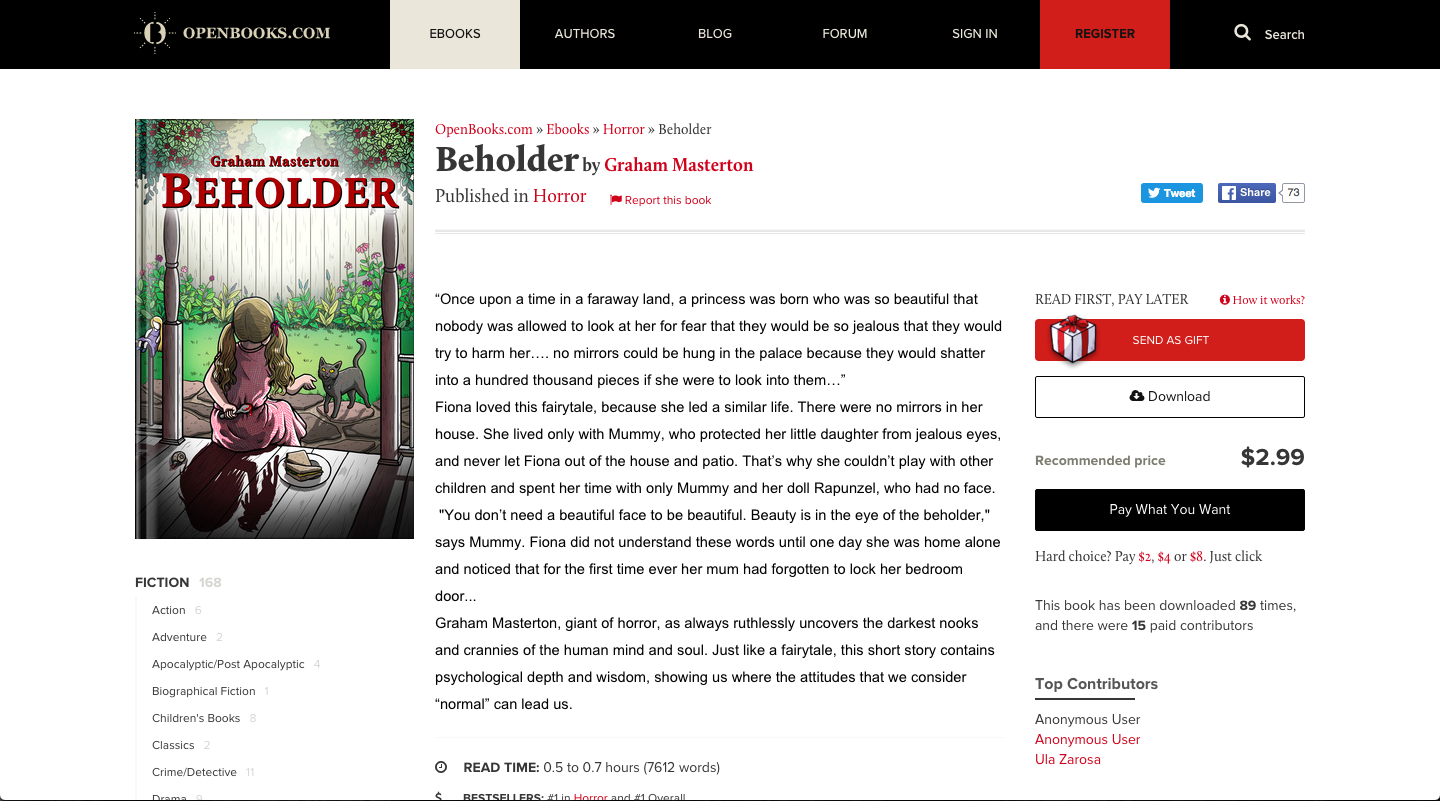 OPENBOOKS.COM
EBOOKS
AUTHORS
BLOG
FORUM
SIGN IN
REGISTER
Search
Graham Masterton
BEHOLDER
OpenBooks.com » Ebooks » Horror » Beholder
Beholder by Graham Masterton
Published in Horror
Report this book
Tweet
Share
73
“Once upon a time in a faraway land, a princess was born who was so beautiful that
nobody was allowed to look at her for fear that they would be so jealous that they would
try to harm her…. no mirrors could be hung in the palace because they would shatter
into a hundred thousand pieces if she were to look into them…”
Fiona loved this fairytale, because she led a similar life. There were no mirrors in her
house. She lived only with Mummy, who protected her little daughter from jealous eyes,
and never let Fiona out of the house and patio. That’s why she couldn’t play with other
children and spent her time with only Mummy and her doll Rapunzel, who had no face.
"You don’t need a beautiful face to be beautiful. Beauty is in the eye of the beholder,"
says Mummy. Fiona did not understand these words until one day she was home alone
and noticed that for the first time ever her mum had forgotten to lock her bedroom
door...
Graham Masterton, giant of horror, as always ruthlessly uncovers the darkest nooks
and crannies of the human mind and soul. Just like a fairytale, this short story contains
psychological depth and wisdom, showing us where the attitudes that we consider
“normal” can lead us.
READ TIME: 0.5 to 0.7 hours (7612 words)
BESTSELLERS: #1 in Horror and #1 Overall
READ FIRST, PAY LATER
How it works?
SEND AS GIFT
Download
Recommended price
$2.99
Pay What You Want
Hard choice? Pay $2, $4 or $8. Just click
This book has been downloaded 89 times,
and there were 15 paid contributors
Top Contributors
Anonymous User
Anonymous User
Ula Zarosa
FICTION 168
Action 6
Adventure 2
Apocalyptic/Post Apocalyptic 4
Biographical Fiction 1
Children's Books 8
Classics 2
Crime/Detective 11
Drama 9